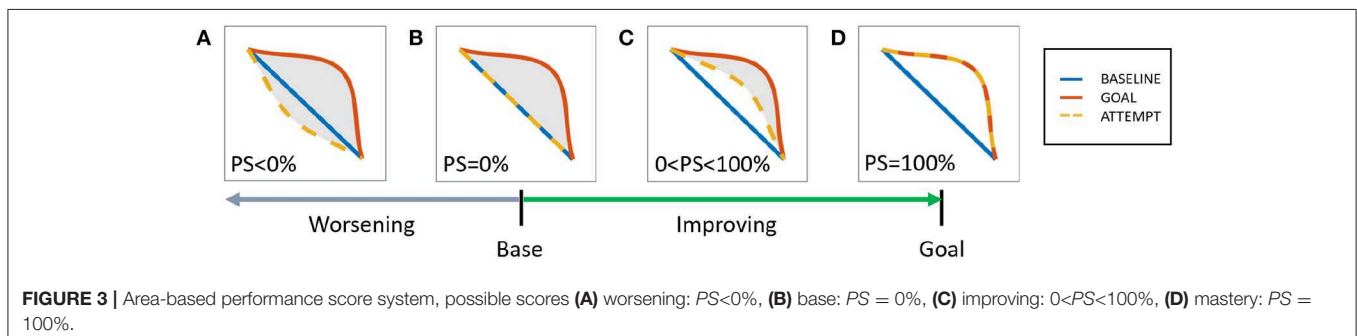 A
B
C
D
PS<0%
PS=0%
0<PS<100%
PS=100%
BASELINE
GOAL
ATTEMPT
Worsening
Improving
Base
Goal
FIGURE 3 | Area-based performance score system, possible scores (A) worsening: PS<0%, (B) base: PS = 0%, (C) improving: 0<PS<100%, (D) mastery: PS =
100%.